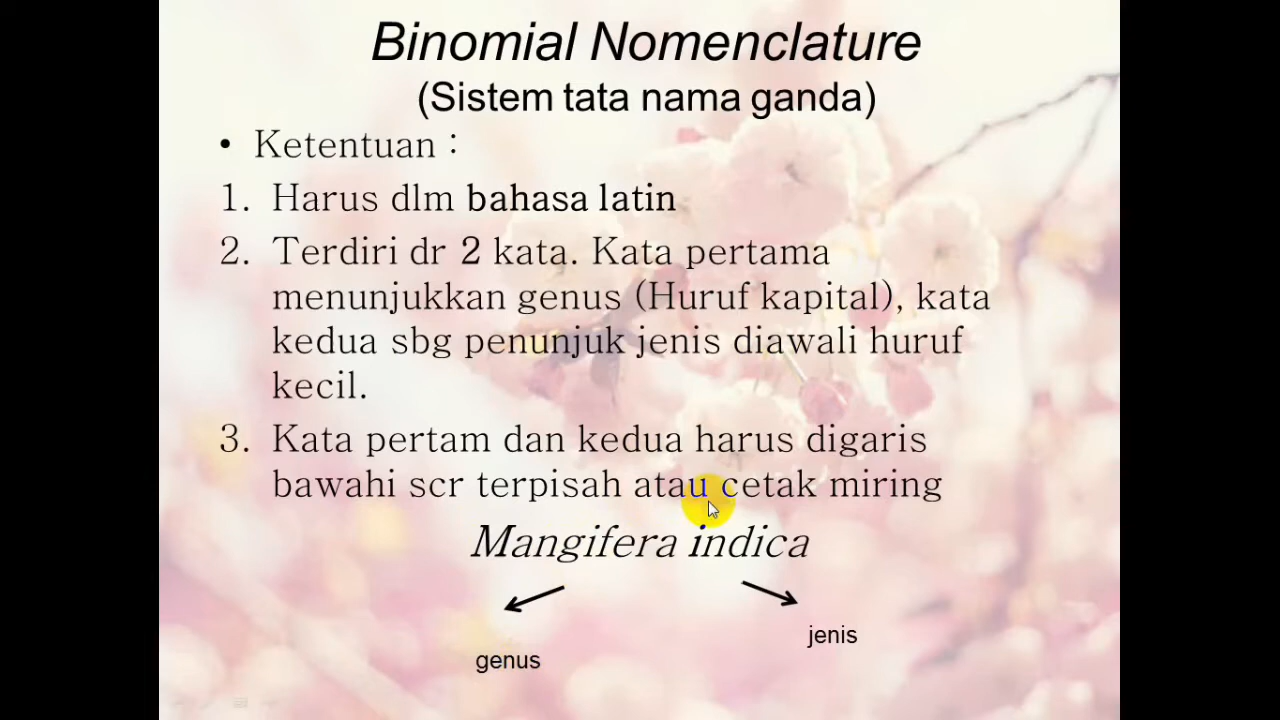 Binomial Nomenclature
(Sistem tata nama ganda)
• Ketentuan :
1. Harus dlm bahasa latin
2. Terdiri dr 2 kata. Kata pertama
menunjukkan genus (Huruf kapital), kata
kedua sbg penunjuk jenis diawali huruf
kecil.
3. Kata pertam dan kedua harus digaris
bawahi scr terpisah atau cetak miring
Mangifera indica
jenis
genus